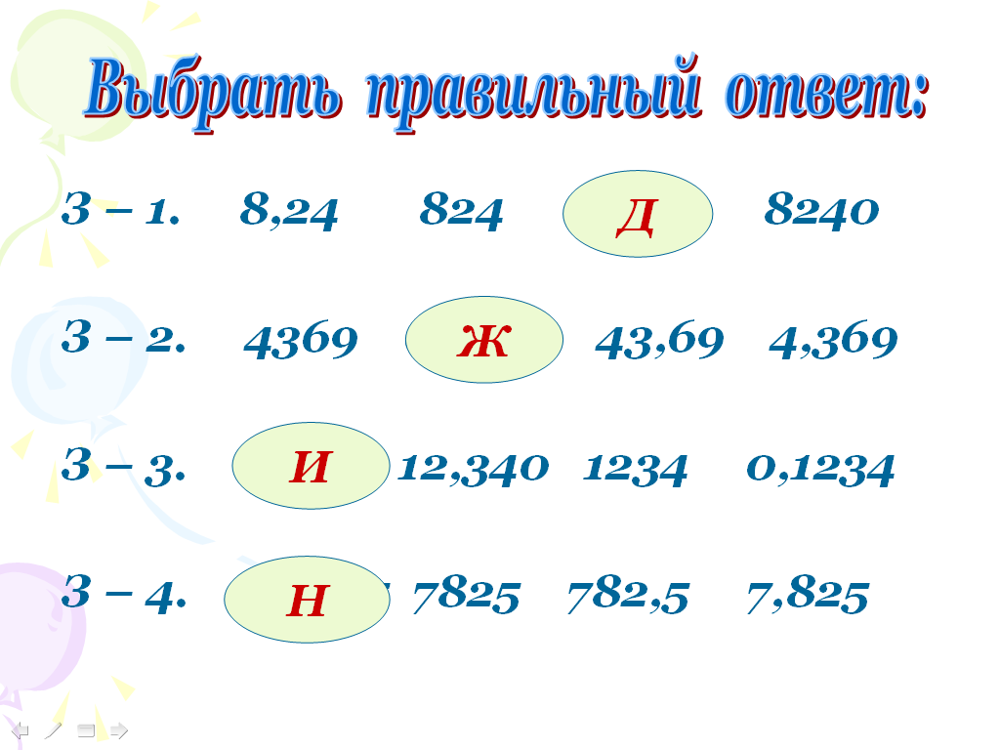 Выбрать правильный ответ:
З – 1. 8,24 824 Д 8240
З – 2. 4369 Ж 43,69 4,369
З – 3. И 12,340 1234 0,1234
З – 4. Н 7825 782,5 7,825